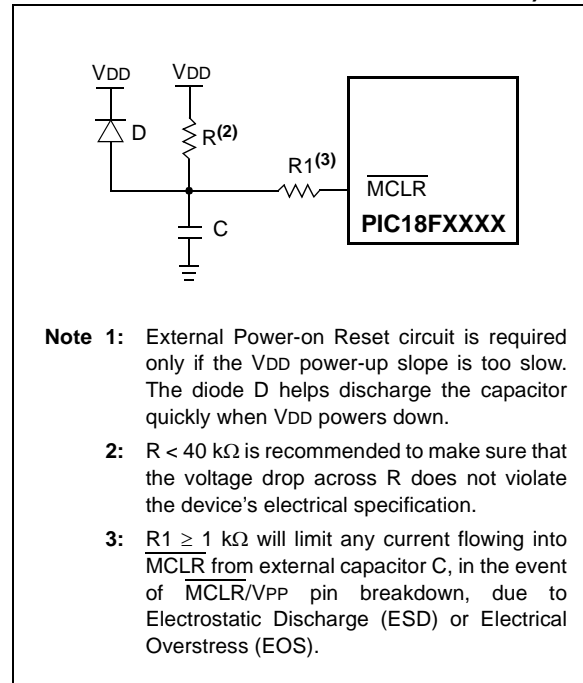 VDD VDD
D
R(2)
R1(3)
MCLR
PIC18FXXXX
C
Note 1: External Power-on Reset circuit is required
only if the VDD power-up slope is too slow.
The diode D helps discharge the capacitor
quickly when VDD powers down.
2: R < 40 kΩ is recommended to make sure that
the voltage drop across R does not violate
the device's electrical specification.
3: R1 ≥ 1 kΩ will limit any current flowing into
MCLR from external capacitor C, in the event
of MCLR/VPP pin breakdown, due to
Electrostatic Discharge (ESD) or Electrical
Overstress (EOS).